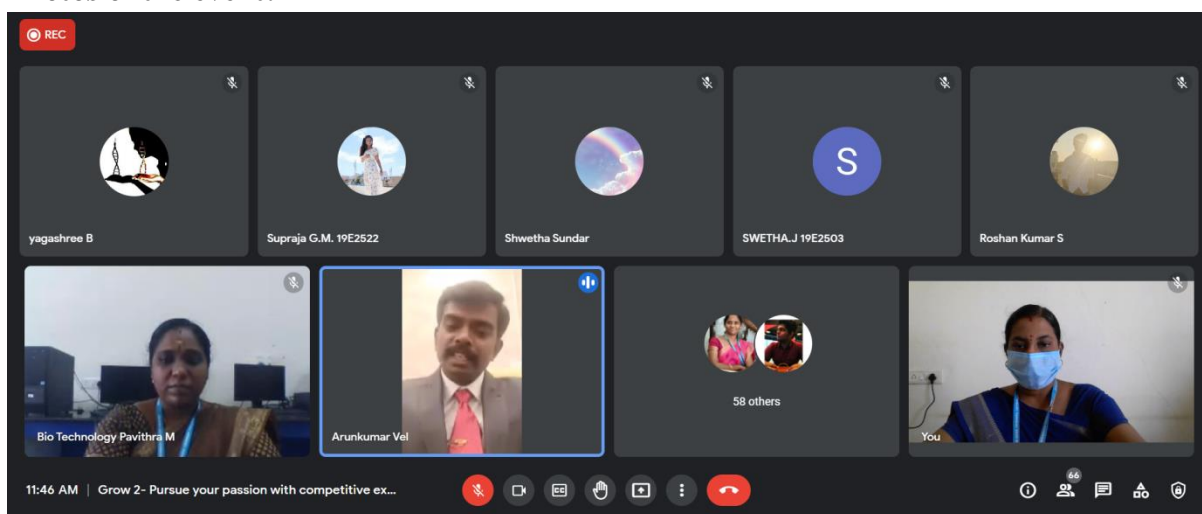 REC
yagashree B
Supraja G.M. 19E2522
Shwetha Sundar
S
SWETHA.J 19E2503
Roshan Kumar S
Bio Technology Pavithra M
Arunkumar Vel
58 others
You
11:46 AM | Grow 2- Pursue your passion with competitive ex...
CC
66